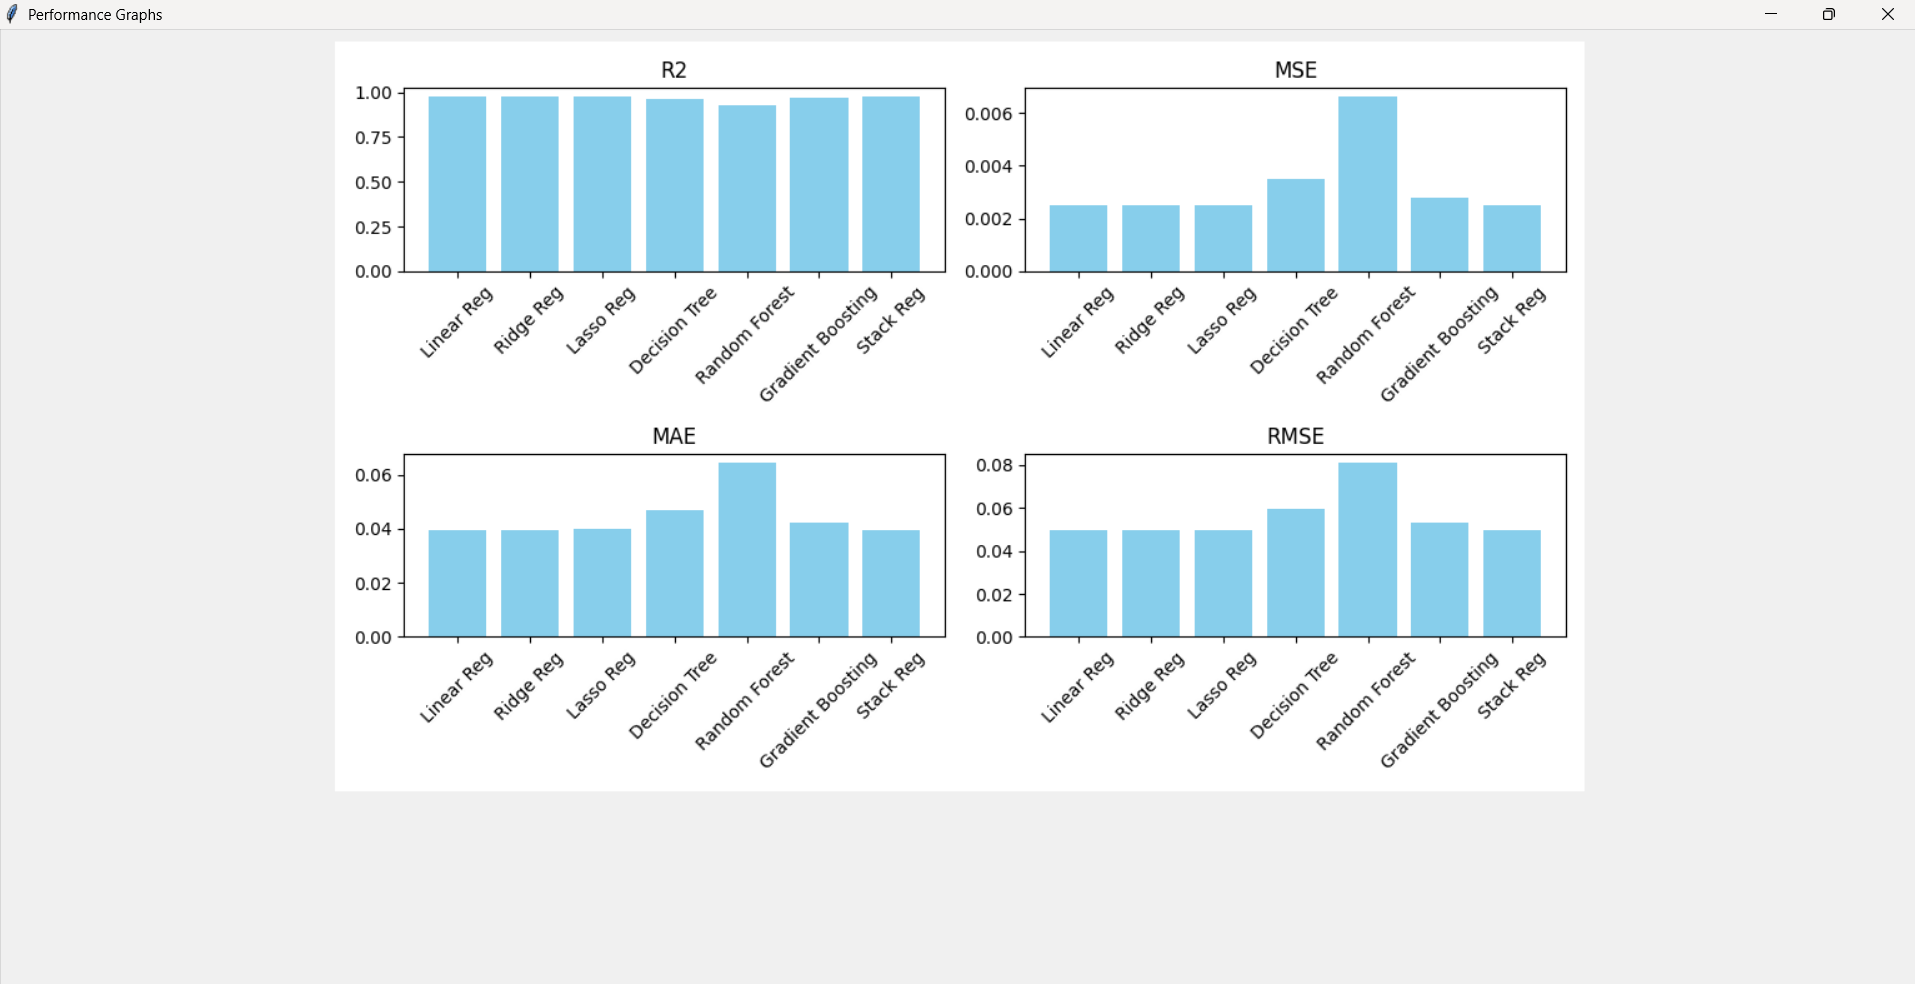 Performance Graphs
R2
1.00
0.75
0.50
0.25
0.00
Linear Reg
Ridge Reg
Lasso Reg
Decision Tree
Random Forest
Gradient Boosting
Stack Reg
MSE
0.006
0.004
0.002
0.000
Linear Reg
Ridge Reg
Lasso Reg
Decision Tree
Random Forest
Gradient Boosting
Stack Reg
MAE
0.06
0.04
0.02
0.00
Linear Reg
Ridge Reg
Lasso Reg
Decision Tree
Random Forest
Gradient Boosting
Stack Reg
RMSE
0.08
0.06
0.04
0.02
0.00
Linear Reg
Ridge Reg
Lasso Reg
Decision Tree
Random Forest
Gradient Boosting
Stack Reg